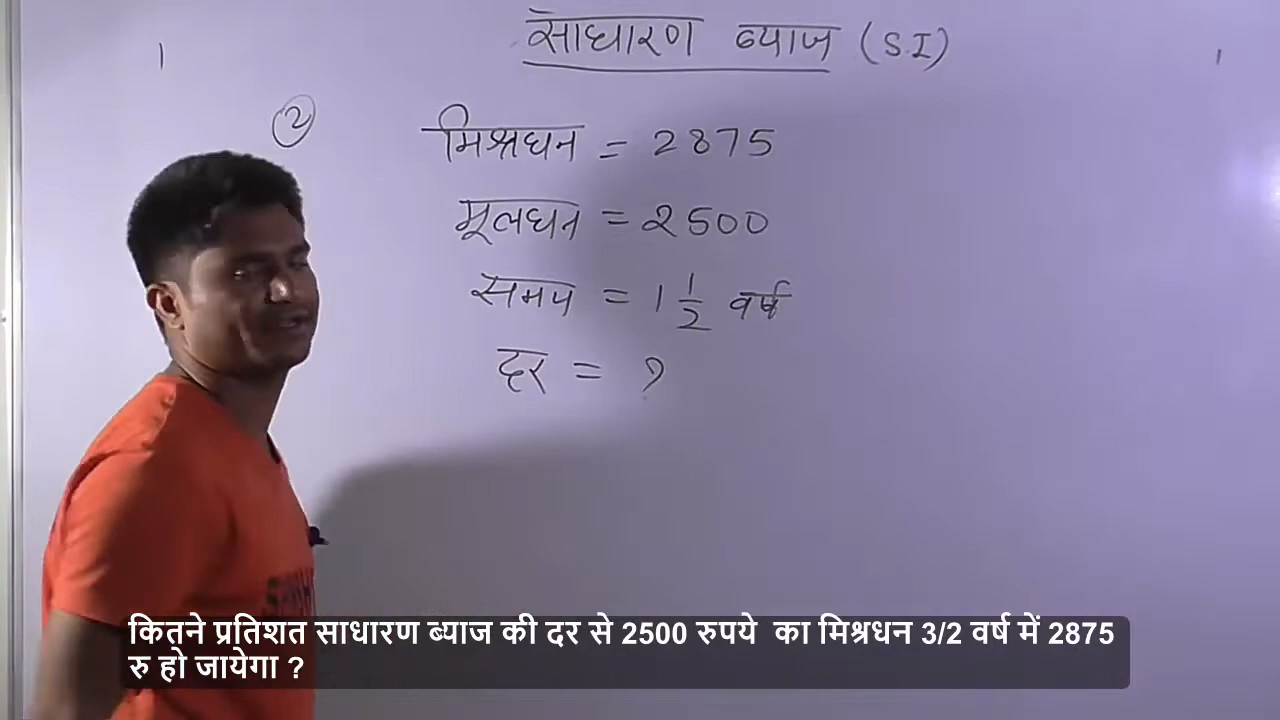 साधारण ब्याज (S.I)
(2)
मिश्रधन = 2875
मूलधन = 2500
समय = 1 1/2 वर्ष
दर = ?
कितने प्रतिशत साधारण ब्याज की दर से 2500 रुपये का मिश्रधन 3/2 वर्ष में 2875
रु हो जायेगा ?